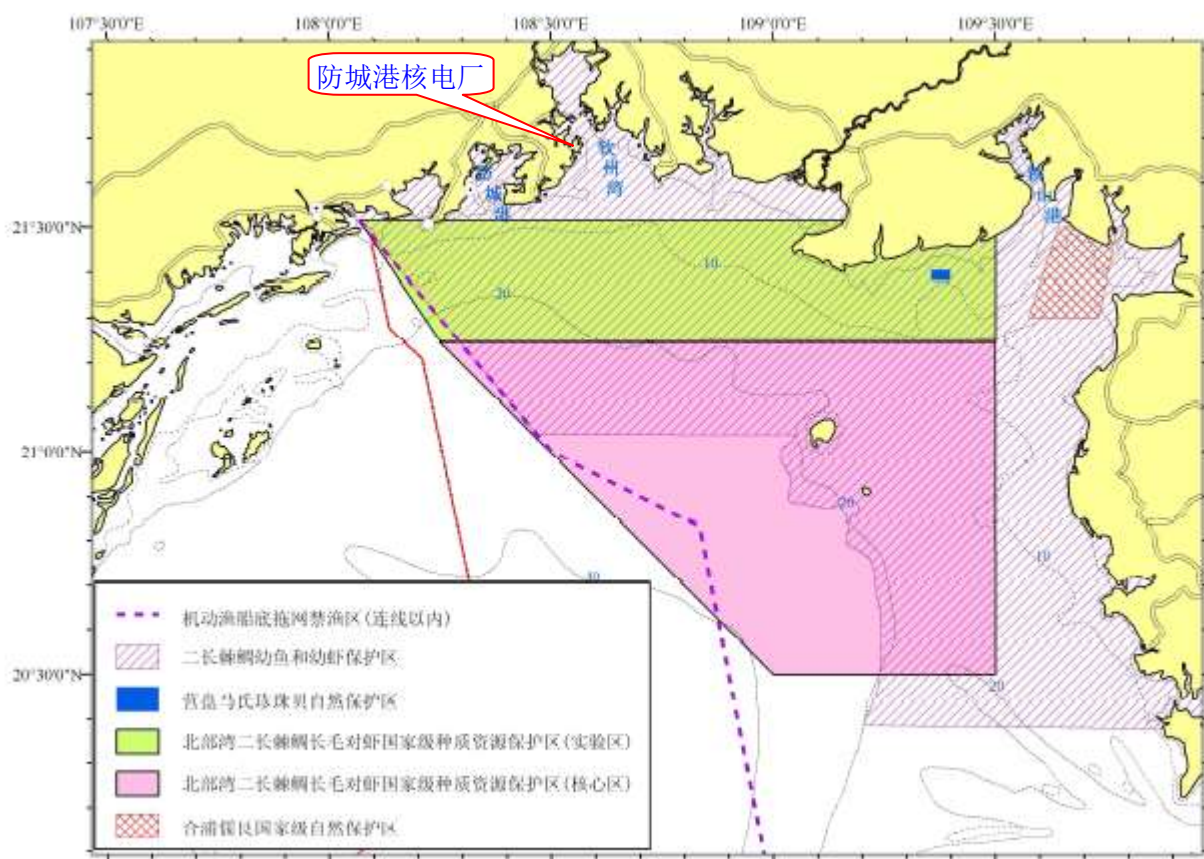 107°30′0″E
108°0′0″E
108°30′0″E
109°0′0″E
109°30′0″E
防城港核电厂
钦州湾
防城港
铁山港
21°30′0″N
21°0′0″N
20°30′0″N
10
20
20
10
20
机动渔船底拖网禁渔区(连线以内)
二长棘鲷幼鱼和幼虾保护区
营盘马氏珍珠贝自然保护区
北部湾二长棘鲷长毛对虾国家级种质资源保护区(实验区)
北部湾二长棘鲷长毛对虾国家级种质资源保护区(核心区)
合浦儒艮国家级自然保护区